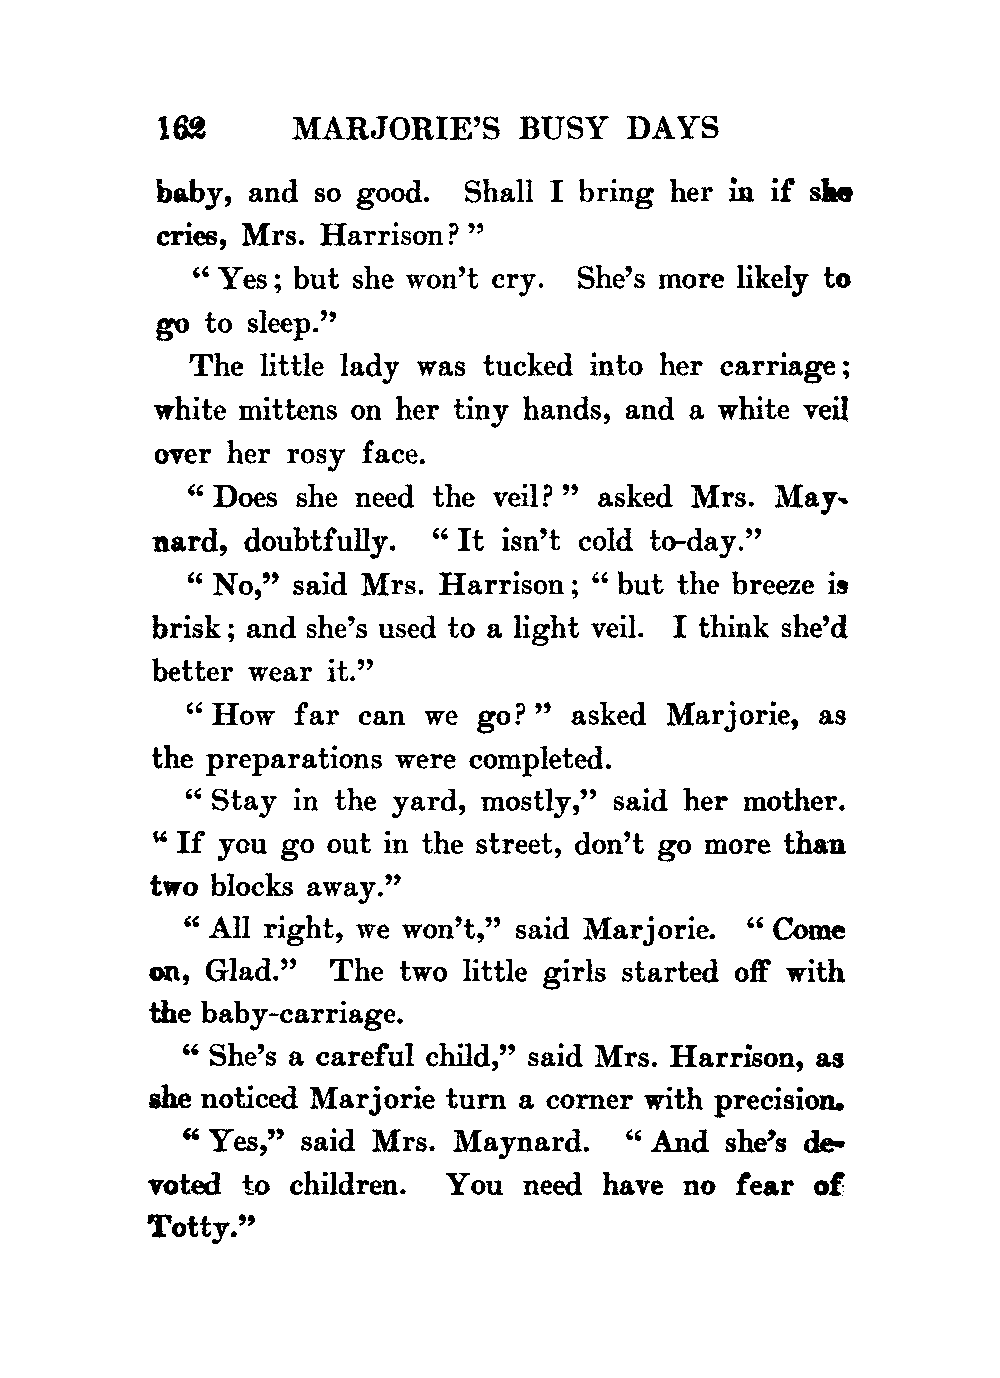 162 MARJORIE'S BUSY DAYS
baby, and so good. Shall I bring her in if she
cries, Mrs. Harrison?"
"Yes; but she won't cry. She's more likely to
go to sleep."
The little lady was tucked into her carriage;
white mittens on her tiny hands, and a white veil
over her rosy face.
"Does she need the veil?" asked Mrs. May-
nard, doubtfully. "It isn't cold to-day."
"No," said Mrs. Harrison; "but the breeze is
brisk; and she's used to a light veil. I think she'd
better wear it."
"How far can we go?" asked Marjorie, as
the preparations were completed.
"Stay in the yard, mostly," said her mother.
"If you go out in the street, don't go more than
two blocks away."
"All right, we won't," said Marjorie. "Come
on, Glad." The two little girls started off with
the baby-carriage.
"She's a careful child," said Mrs. Harrison, as
she noticed Marjorie turn a corner with precision.
"Yes," said Mrs. Maynard. "And she's de-
voted to children. You need have no fear of
Totty."